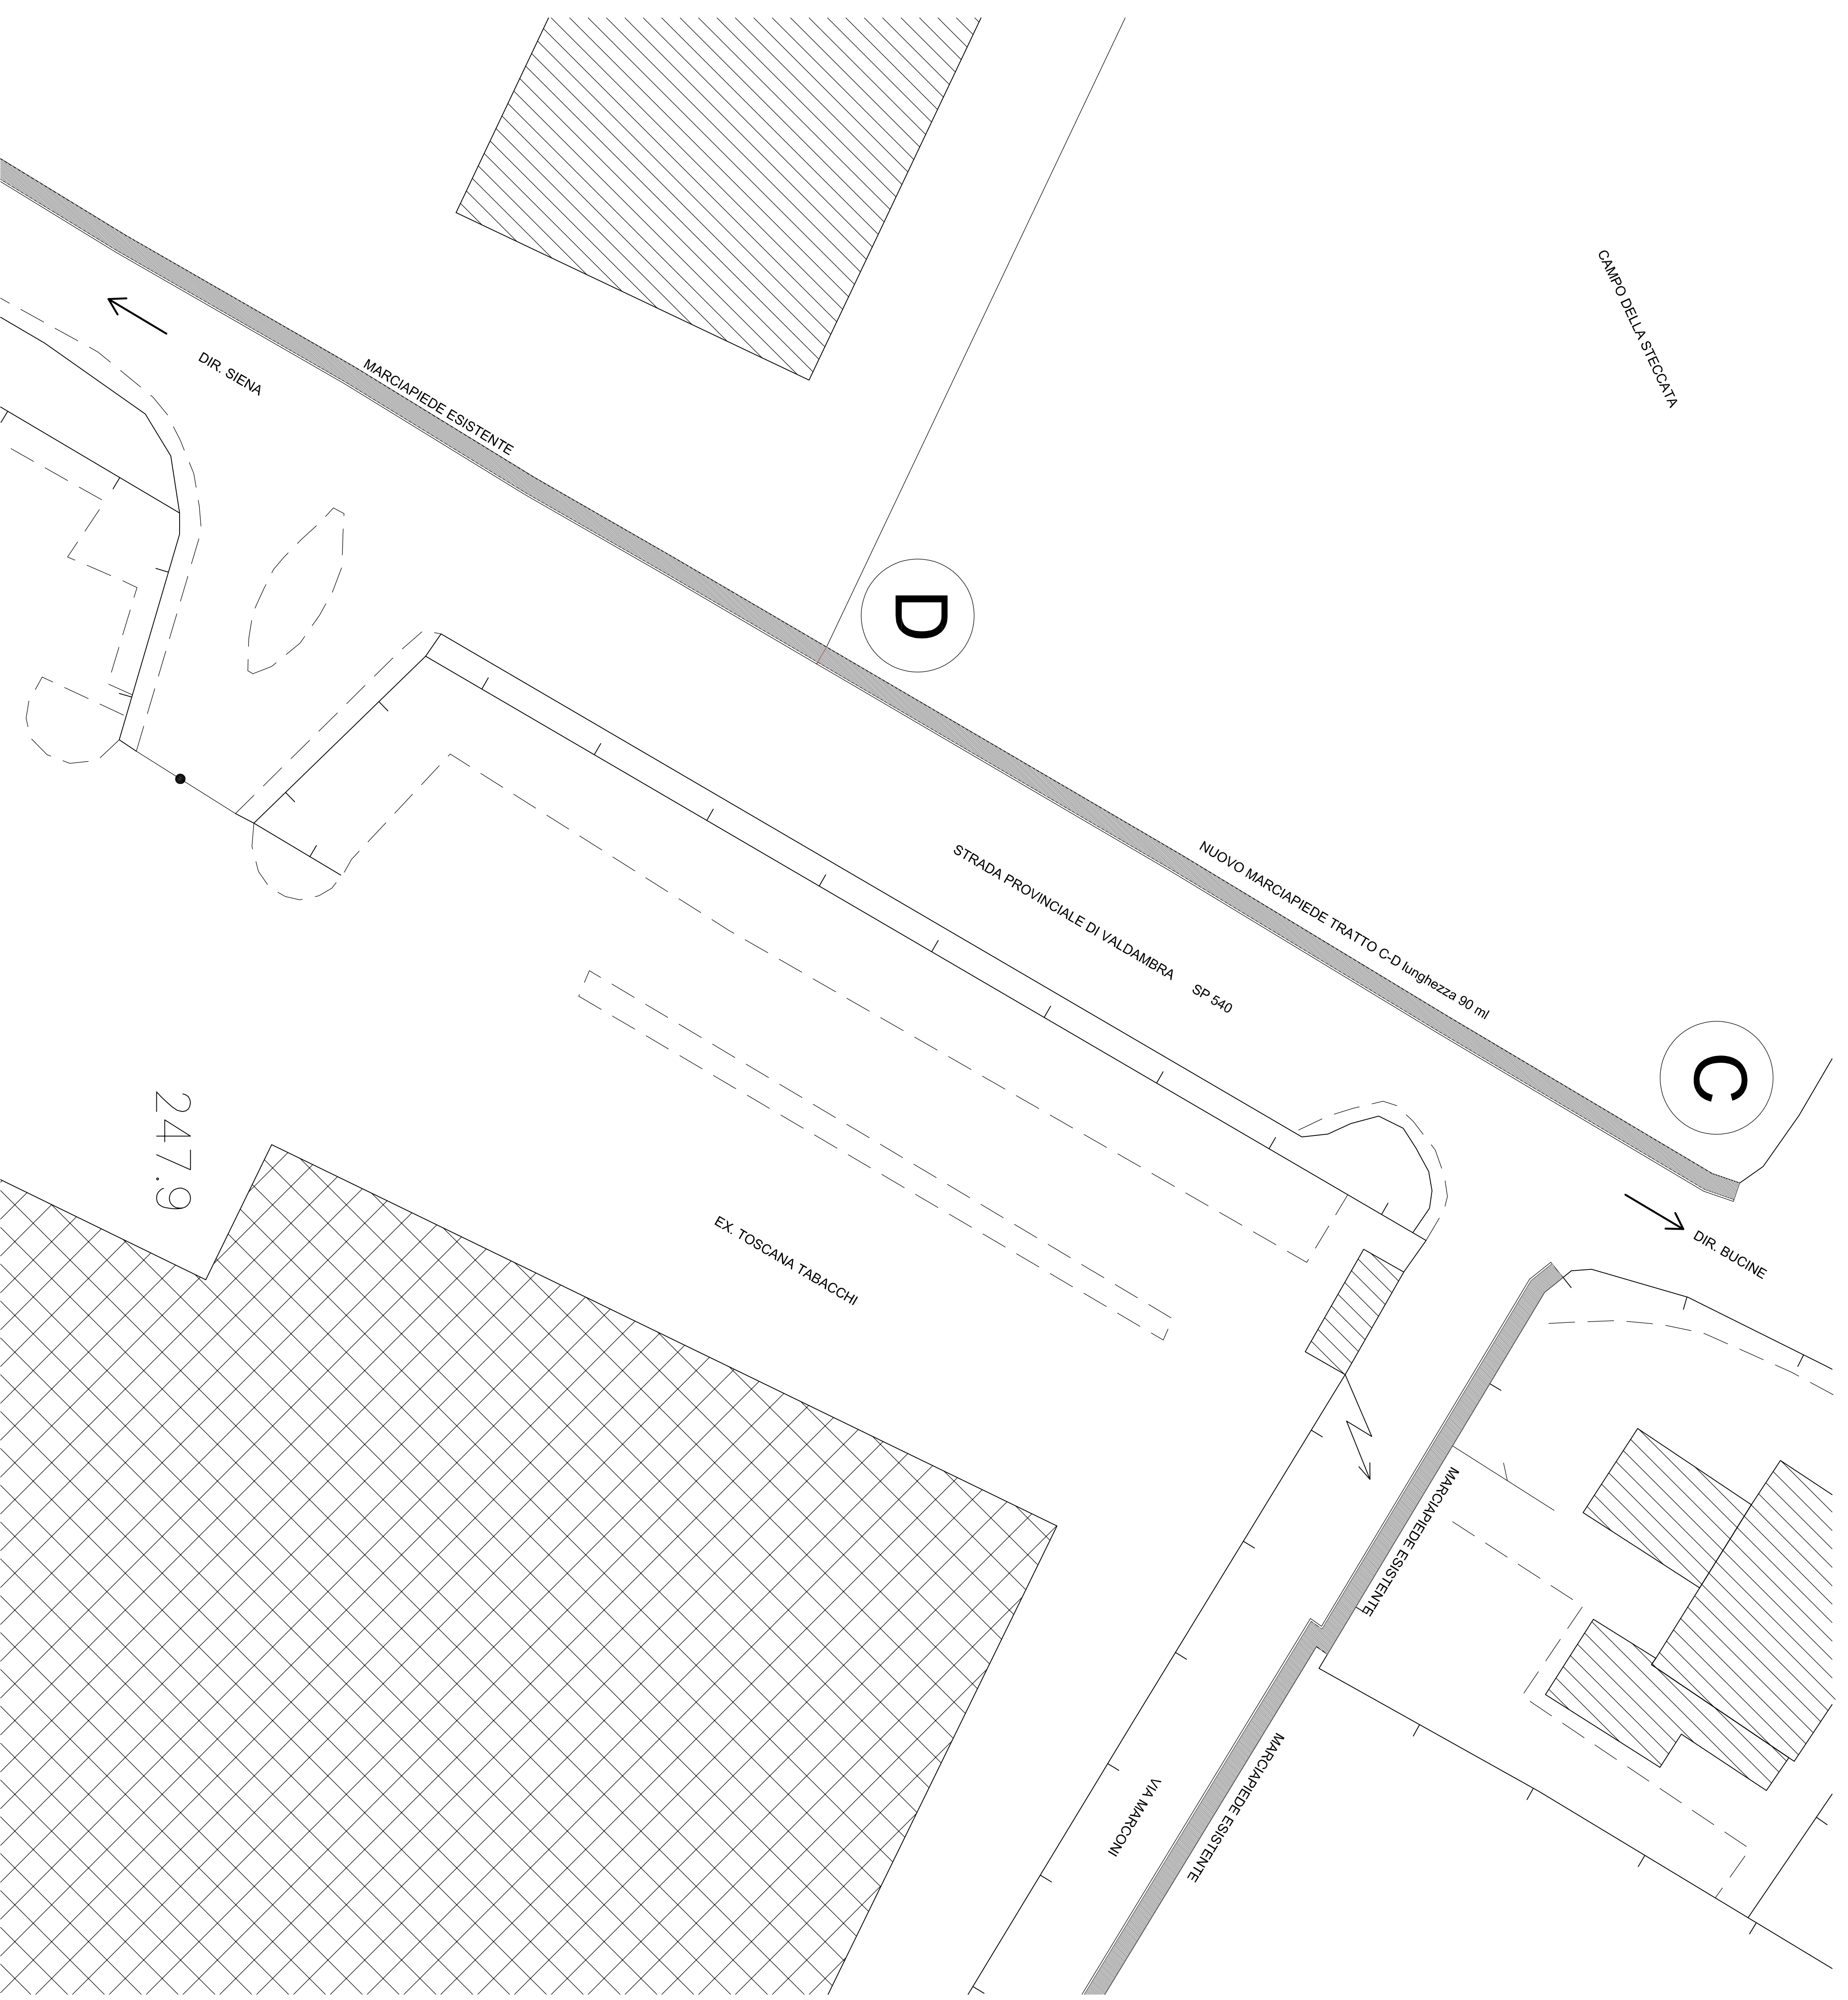 CAMPO DELLA STECCATA
DIR. SIENA
MARCIAPIEDE ESISTENTE
D
NUOVO MARCIAPIEDE TRATTO C-D lunghezza 90 ml
STRADA PROVINCIALE DI VALDAMBRA SP 540
C
DIR. BUCINE
247.9
EX. TOSCANA TABACCHI
MARCIAPIEDE ESISTENTE
MARCIAPIEDE ESISTENTE
VIA MARCONI